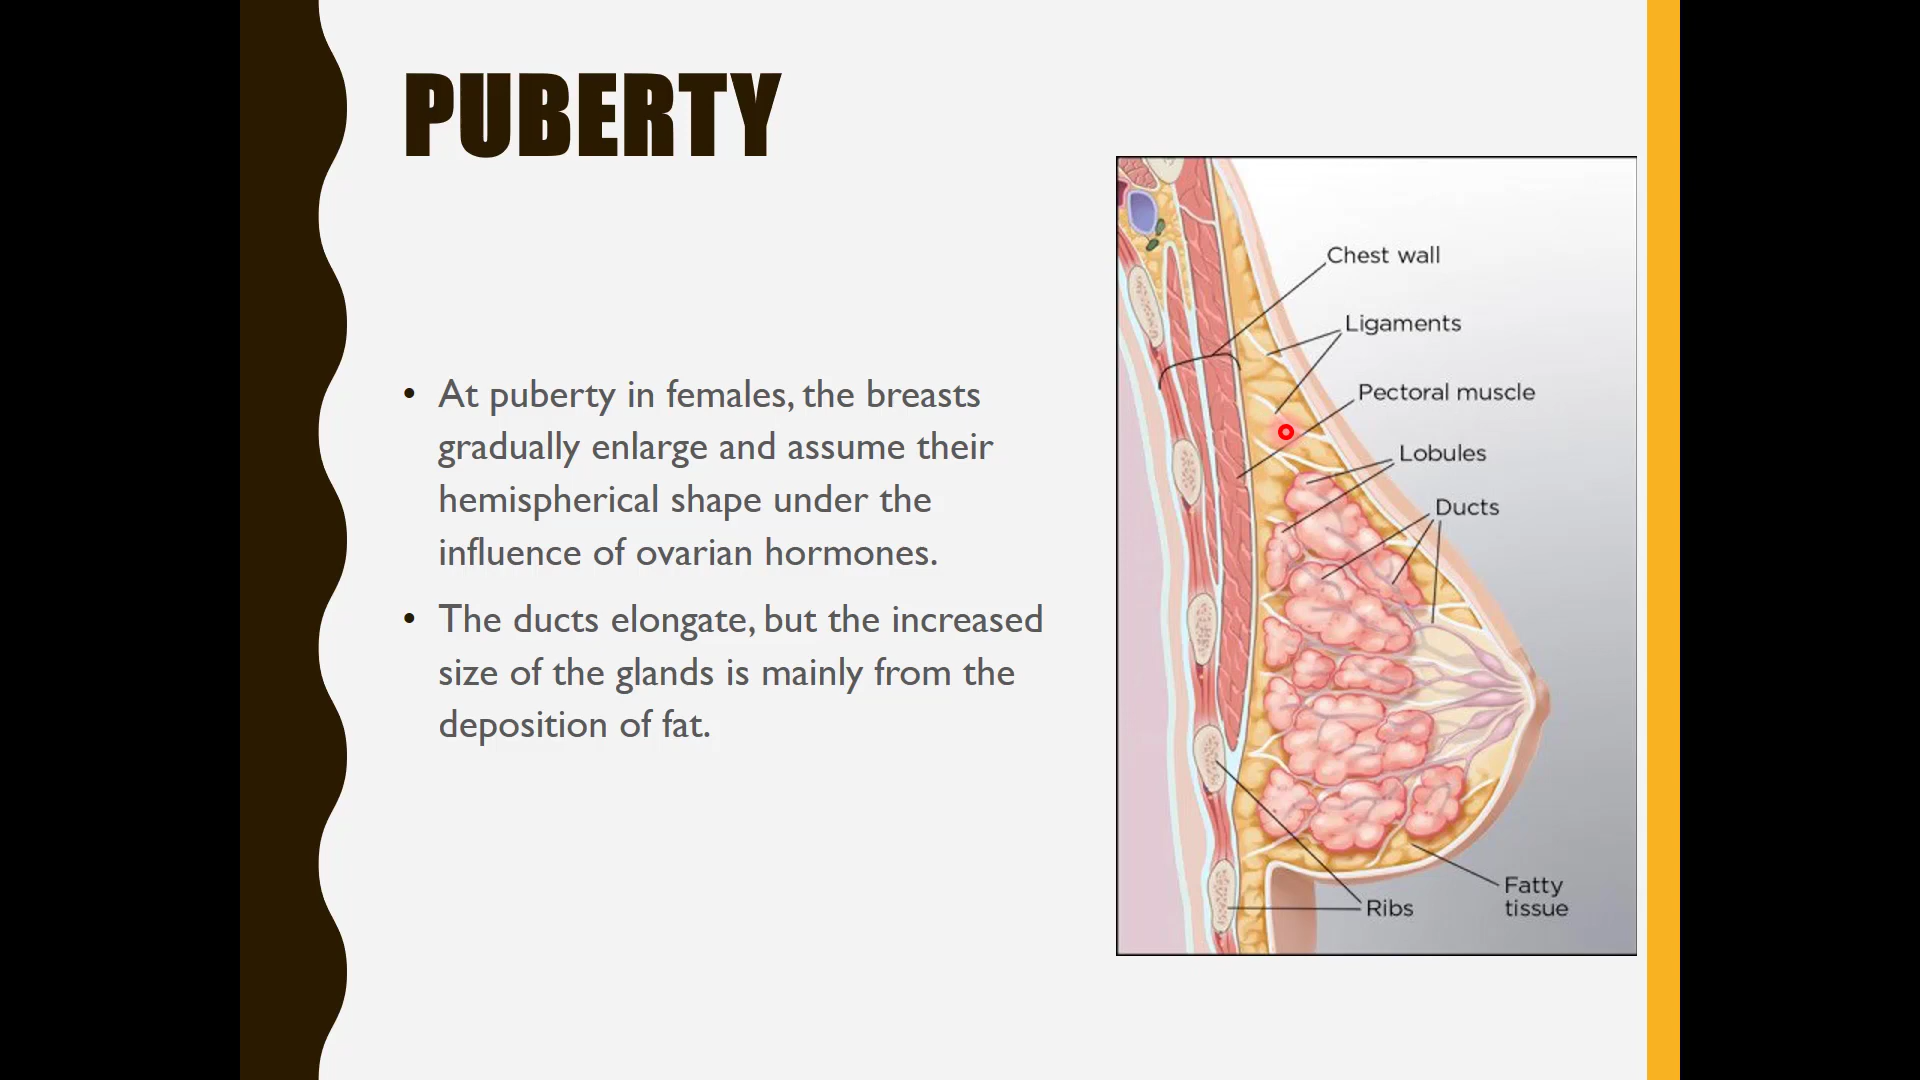 PUBERTY
• At puberty in females, the breasts
gradually enlarge and assume their
hemispherical shape under the
influence of ovarian hormones.
• The ducts elongate, but the increased
size of the glands is mainly from the
deposition of fat.
Chest wall
Ligaments
Pectoral muscle
Lobules
Ducts
Fatty
tissue
Ribs